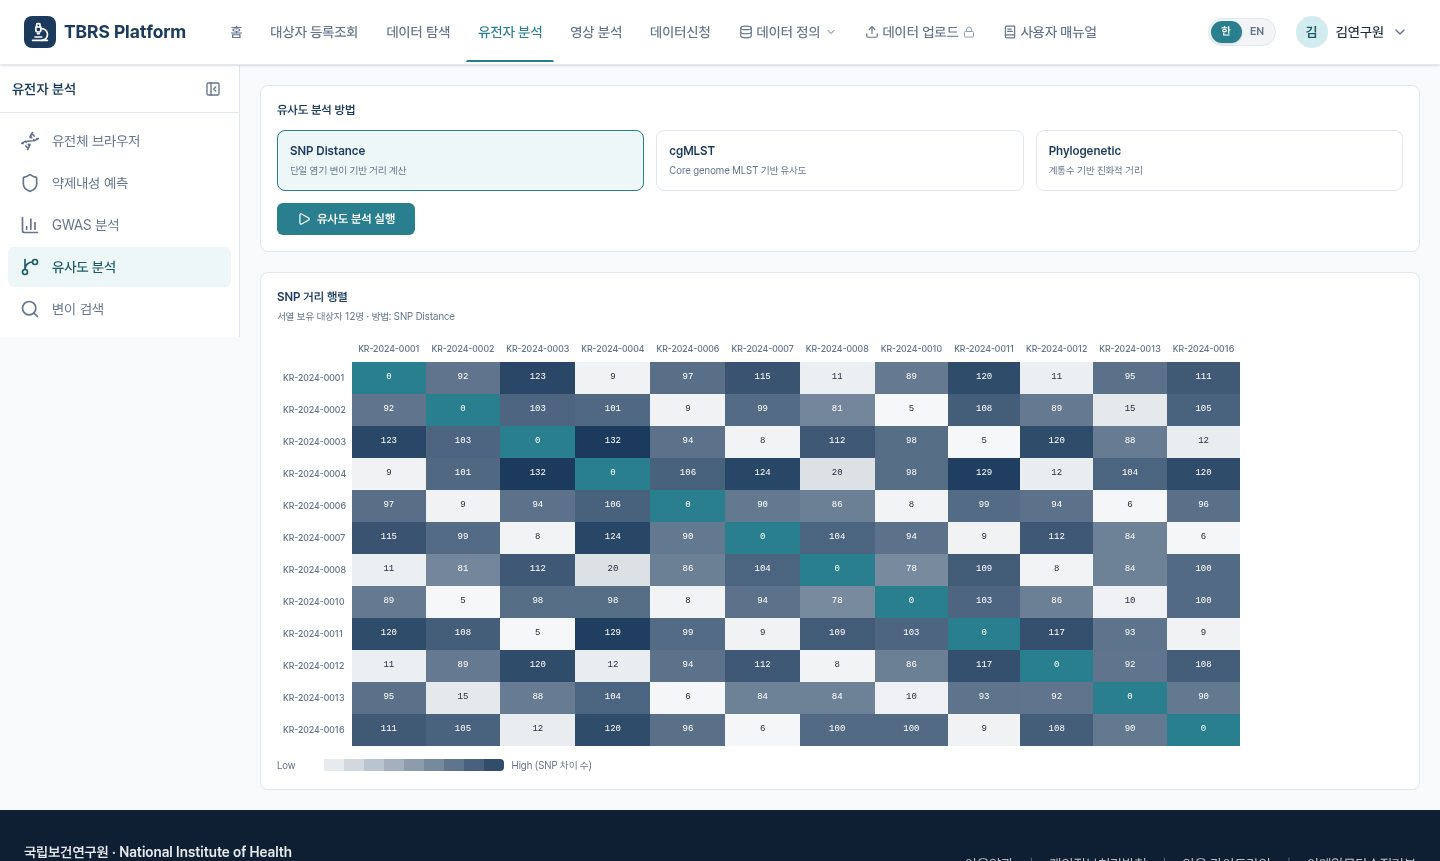 TBRS Platform
홈 대상자 등록조회 데이터 탐색 유전자 분석 영상 분석 데이터신청 데이터 정의 데이터 업로드 사용자 매뉴얼 한 EN 김 김연구원
유전자 분석
유전체 브라우저
약제내성 예측
GWAS 분석
유사도 분석
변이 검색
유사도 분석 방법
SNP Distance
단일 염기 변이 기반 거리 계산
cgMLST
Core genome MLST 기반 유사도
Phylogenetic
계통수 기반 진화적 거리
유사도 분석 실행
SNP 거리 행렬
서열 보유 대상자 12명 · 방법: SNP Distance
KR-2024-0001 KR-2024-0002 KR-2024-0003 KR-2024-0004 KR-2024-0006 KR-2024-0007 KR-2024-0008 KR-2024-0010 KR-2024-0011 KR-2024-0012 KR-2024-0013 KR-2024-0016
KR-2024-0001 0 92 123 9 97 115 11 89 120 11 95 111
KR-2024-0002 92 0 103 101 9 99 81 5 108 89 15 105
KR-2024-0003 123 103 0 132 94 8 112 98 5 120 88 12
KR-2024-0004 9 101 132 0 106 124 20 98 129 12 104 120
KR-2024-0006 97 9 94 106 0 90 86 8 99 94 6 96
KR-2024-0007 115 99 8 124 90 0 104 94 9 112 84 6
KR-2024-0008 11 81 112 20 86 104 0 78 109 8 84 100
KR-2024-0010 89 5 98 98 8 94 78 0 103 86 10 100
KR-2024-0011 120 108 5 129 99 9 109 103 0 117 93 9
KR-2024-0012 11 89 120 12 94 112 8 86 117 0 92 108
KR-2024-0013 95 15 88 104 6 84 84 10 93 92 0 90
KR-2024-0016 111 105 12 120 96 6 100 100 9 108 90 0
Low High (SNP 차이 수)
국립보건연구원 · National Institute of Health